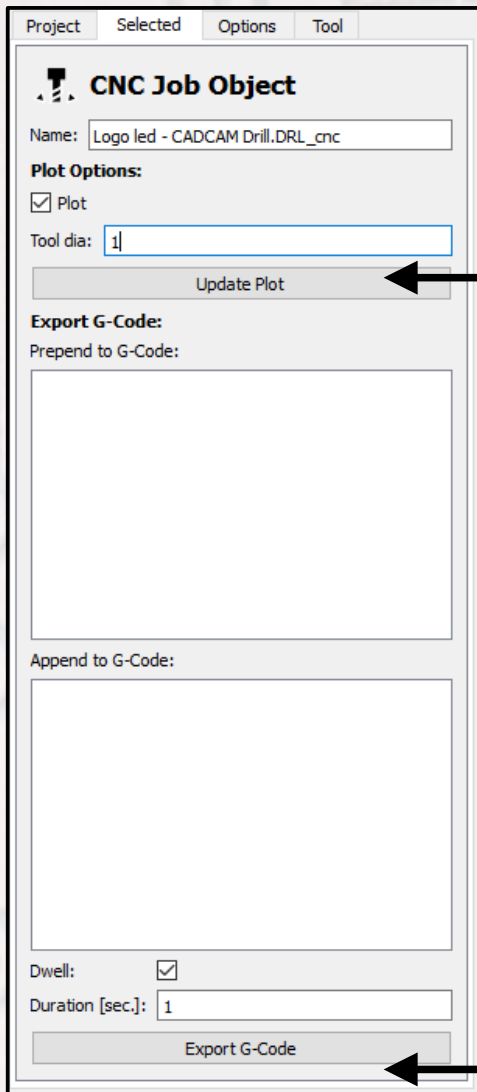 Project Selected Options Tool
CNC Job Object
Name: Logo led - CADCAM Drill.DRL_cnc
Plot Options:
Plot
Tool dia: 1
Update Plot
Export G-Code:
Prepend to G-Code:
Append to G-Code:
Dwell:
Duration [sec.]: 1
Export G-Code